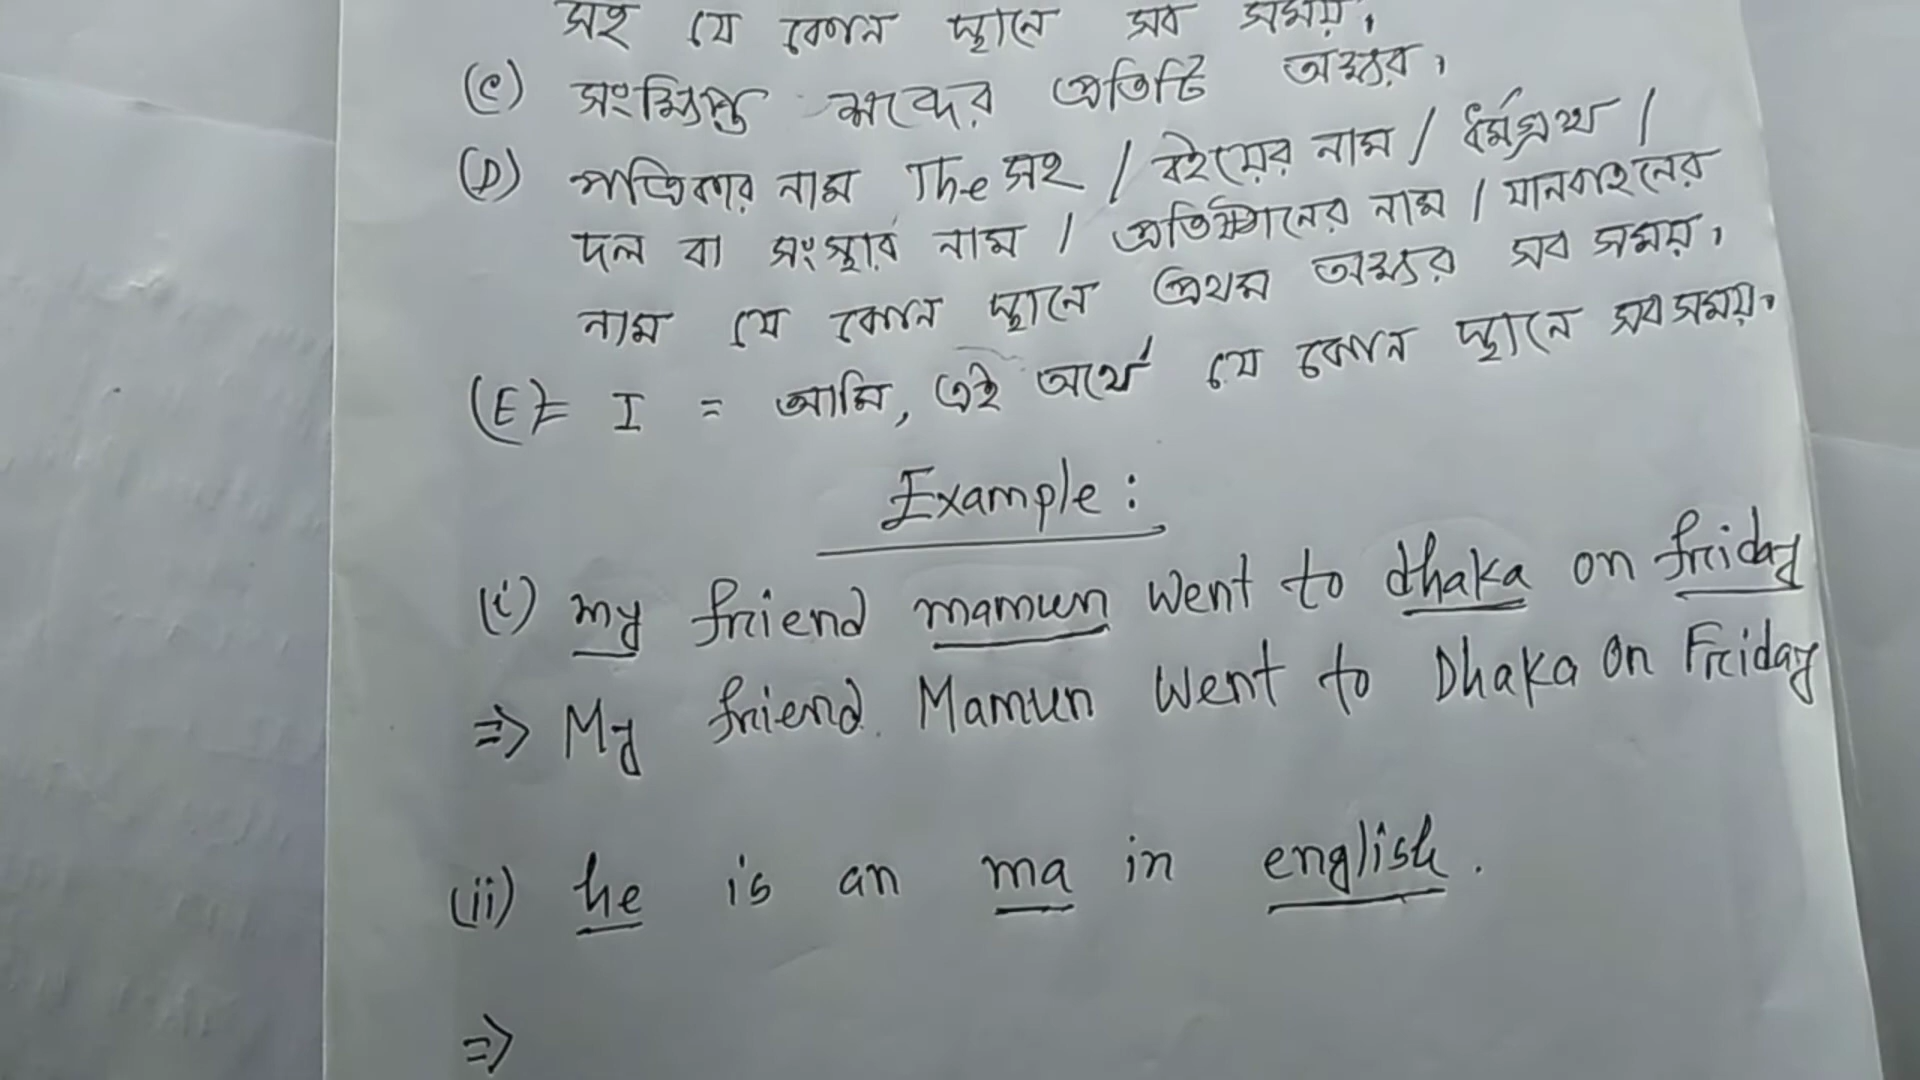 সহ যে কোন স্থানে সব সময়।
(C) সংক্ষিপ্ত শব্দের প্রতিটি অক্ষর।
(D) পত্রিকার নাম The সহ / বইয়ের নাম / ধর্মগ্রন্থ /
দল বা সংস্থার নাম / প্রতিষ্ঠানের নাম / যানবাহনের
নাম যে কোন স্থানে প্রথম অক্ষর সব সময়।
(E) = I = আমি, এই অর্থে যে কোন স্থানে সব সময়।
Example :
(i) my friend mamun went to dhaka on friday
⇒ My friend Mamun went to Dhaka on Friday
(ii) he is an ma in english.
⇒